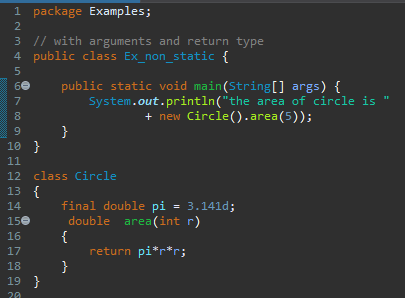 1 package Examples;
2
3 // with arguments and return type
4 public class Ex_non_static {
5
6 public static void main(String[] args) {
7 System.out.println("the area of circle is "
8 + new Circle().area(5));
9 }
10 }
11
12 class Circle
13 {
14 final double pi = 3.141d;
15 double area(int r)
16 {
17 return pi*r*r;
18 }
19 }
20